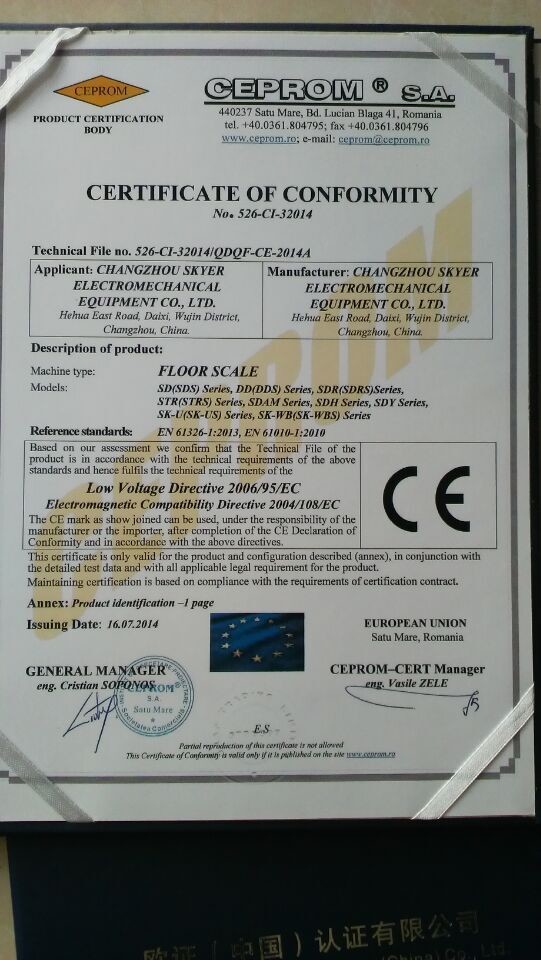 CEPROM
PRODUCT CERTIFICATION
BODY
CEPROM ® S.A.
440237 Satu Mare, Bd. Lucian Blaga 41, Romania
tel. +40.0361.804795; fax +40.0361.804796
www.ceprom.ro; e-mail: ceprom@ceprom.ro
CERTIFICATE OF CONFORMITY
No. 526-CI-32014
Technical File no. 526-CI-32014/QDQF-CE-2014A
Applicant: CHANGZHOU SKYER
ELECTROMECHANICAL
EQUIPMENT CO., LTD.
Hehua East Road, Daixi, Wujin District,
Changzhou, China.
Manufacturer: CHANGZHOU SKYER
ELECTROMECHANICAL
EQUIPMENT CO., LTD.
Hehua East Road, Daixi, Wujin District,
Changzhou, China.
Description of product:
Machine type: FLOOR SCALE
Models: SD(SDS) Series, DD(DDS) Series, SDR(SDRS)Series,
STR(STRS) Series, SDAM Series, SDH Series, SDY Series,
SK-U(SK-US) Series, SK-WB(SK-WBS) Series
Reference standards: EN 61326-1:2013, EN 61010-1:2010
Based on our assessment we confirm that the Technical File of the
product is in accordance with the technical requirements of the above
standards and hence fulfils the technical requirements of the
Low Voltage Directive 2006/95/EC
Electromagnetic Compatibility Directive 2004/108/EC
The CE mark as show joined can be used, under the responsibility of the
manufacturer or the importer, after completion of the CE Declaration of
Conformity and in accordance with the above directives.
CE
This certificate is only valid for the product and configuration described (annex), in conjunction with
the detailed test data and with all applicable legal requirement for the product.
Maintaining certification is based on compliance with the requirements of certification contract.
Annex: Product identification –1 page
Issuing Date: 16.07.2014
EUROPEAN UNION
Satu Mare, Romania
GENERAL MANAGER
eng. Cristian SOPONOS
CEPROM
S.A.
Satu Mare
CEPROM–CERT Manager
eng. Vasile ZELE
E.S
Partial reproduction of this certificate is not allowed
This Certificate of Conformity is valid only if it is published on the site www.ceprom.ro
CEPROM
欧证（中国）认证有限公司
(China) Co., Ltd.